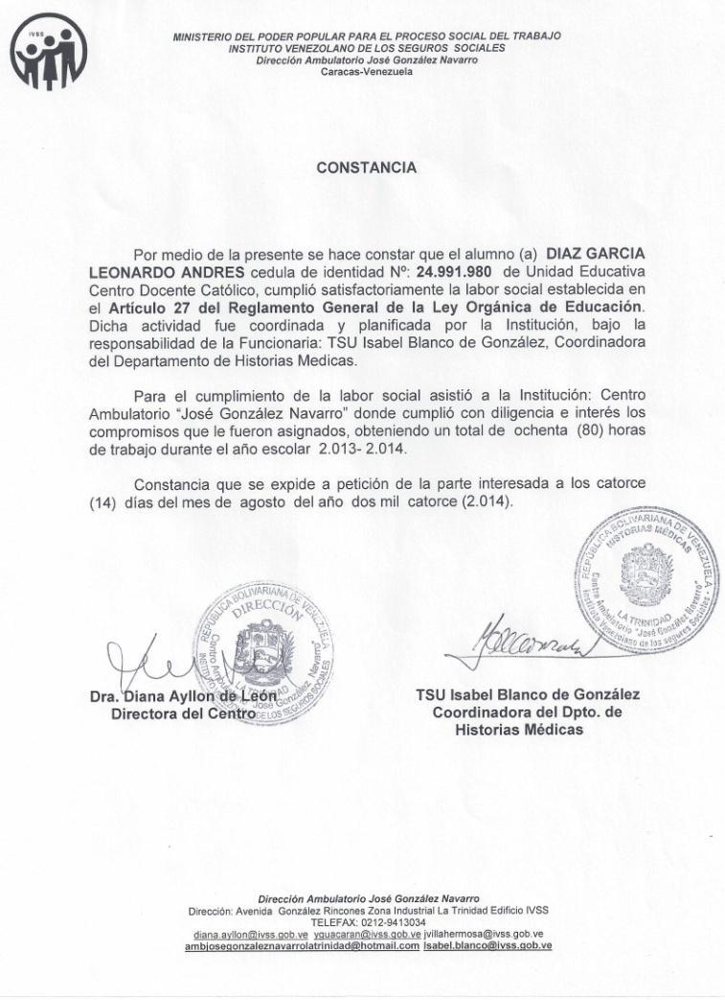 IVSS
MINISTERIO DEL PODER POPULAR PARA EL PROCESO SOCIAL DEL TRABAJO
INSTITUTO VENEZOLANO DE LOS SEGUROS SOCIALES
Dirección Ambulatorio José González Navarro
Caracas-Venezuela
CONSTANCIA
Por medio de la presente se hace constar que el alumno (a) DIAZ GARCIA
LEONARDO ANDRES cedula de identidad Nº: 24.991.980 de Unidad Educativa
Centro Docente Católico, cumplió satisfactoriamente la labor social establecida en
el Artículo 27 del Reglamento General de la Ley Orgánica de Educación.
Dicha actividad fue coordinada y planificada por la Institución, bajo la
responsabilidad de la Funcionaria: TSU Isabel Blanco de González, Coordinadora
del Departamento de Historias Medicas.
Para el cumplimiento de la labor social asistió a la Institución: Centro
Ambulatorio “José González Navarro” donde cumplió con diligencia e interés los
compromisos que le fueron asignados, obteniendo un total de ochenta (80) horas
de trabajo durante el año escolar 2.013- 2.014.
Constancia que se expide a petición de la parte interesada a los catorce
(14) días del mes de agosto del año dos mil catorce (2.014).
REPÚBLICA BOLIVARIANA DE VENEZUELA
HISTORIAS MÉDICAS
LA TRINIDAD
Centro Ambulatorio "José González Navarro"
Instituto Venezolano de los seguros Sociales -
REPÚBLICA BOLIVARIANA DE VENEZUELA
DIRECCIÓN
LA TRINIDAD
Centro Ambulatorio "José González Navarro"
INSTITUTO DE LOS SEGUROS SOCIALES
Dra. Diana Ayllon de León
Directora del Centro
TSU Isabel Blanco de González
Coordinadora del Dpto. de
Historias Médicas
Dirección Ambulatorio José González Navarro
Dirección: Avenida González Rincones Zona Industrial La Trinidad Edificio IVSS
TELEFAX: 0212-9413034
diana.ayllon@ivss.gob.ve yguacaran@ivss.gob.ve jvillahermosa@ivss.gob.ve
ambjosegonzaleznavarrolatrinidad@hotmail.com Isabel.blanco@ivss.gob.ve